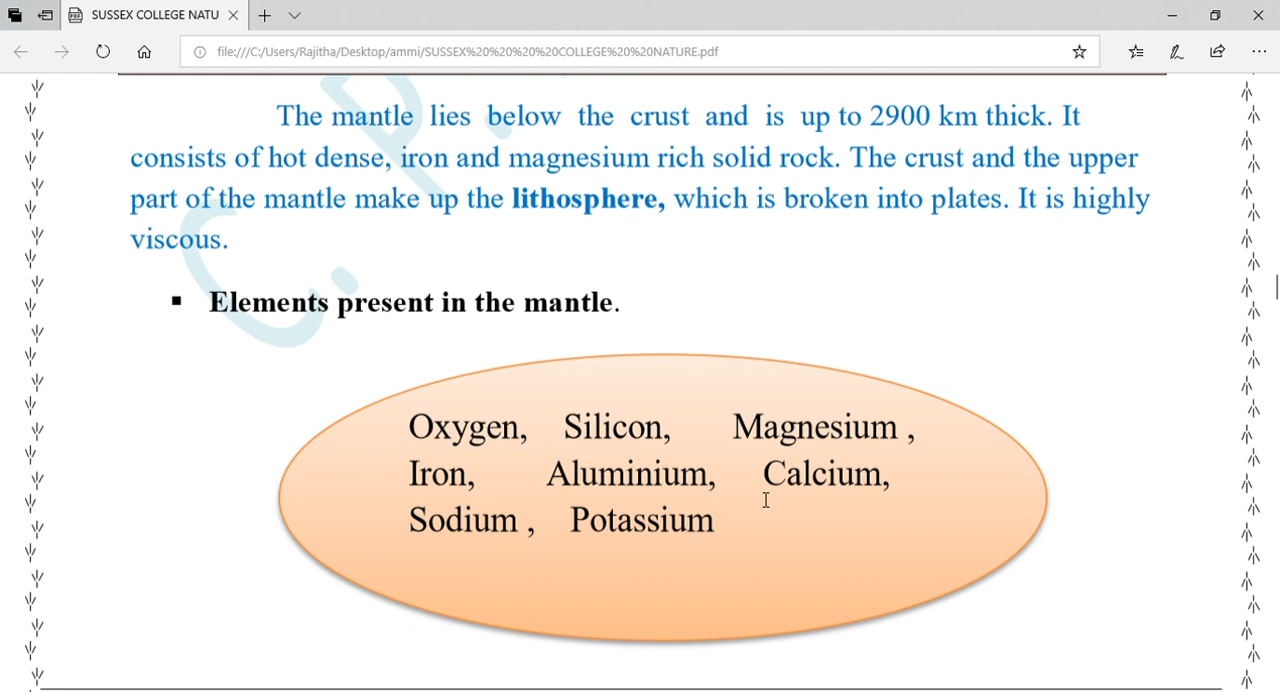 SUSSEX COLLEGE NATU
file:///C:/Users/Rajitha/Desktop/ammi/SUSSEX%20%20%20%20COLLEGE%20%20NATURE.pdf
The mantle lies below the crust and is up to 2900 km thick. It
consists of hot dense, iron and magnesium rich solid rock. The crust and the upper
part of the mantle make up the lithosphere, which is broken into plates. It is highly
viscous.
▪ Elements present in the mantle.
Oxygen, Silicon, Magnesium ,
Iron, Aluminium, Calcium,
Sodium , Potassium